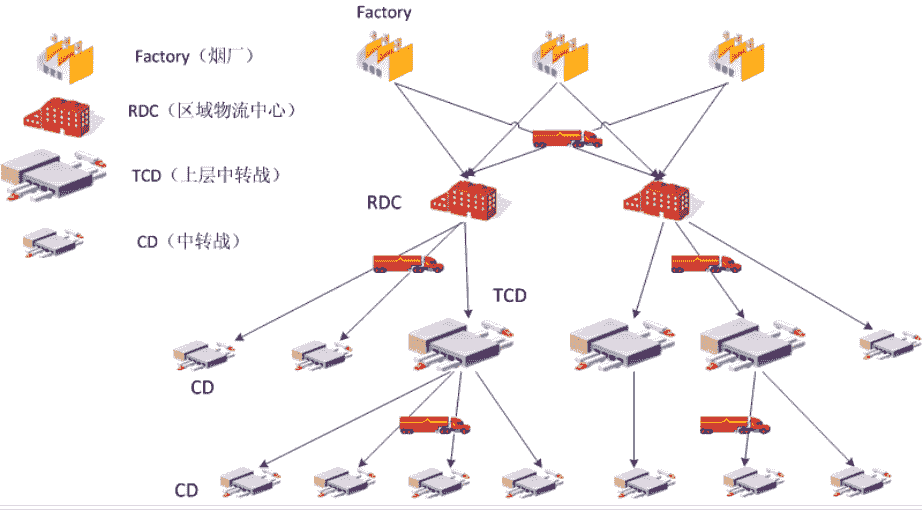 Factory
Factory（烟厂）
RDC（区域物流中心）
TCD（上层中转战）
RDC
CD（中转战）
TCD
CD
CD